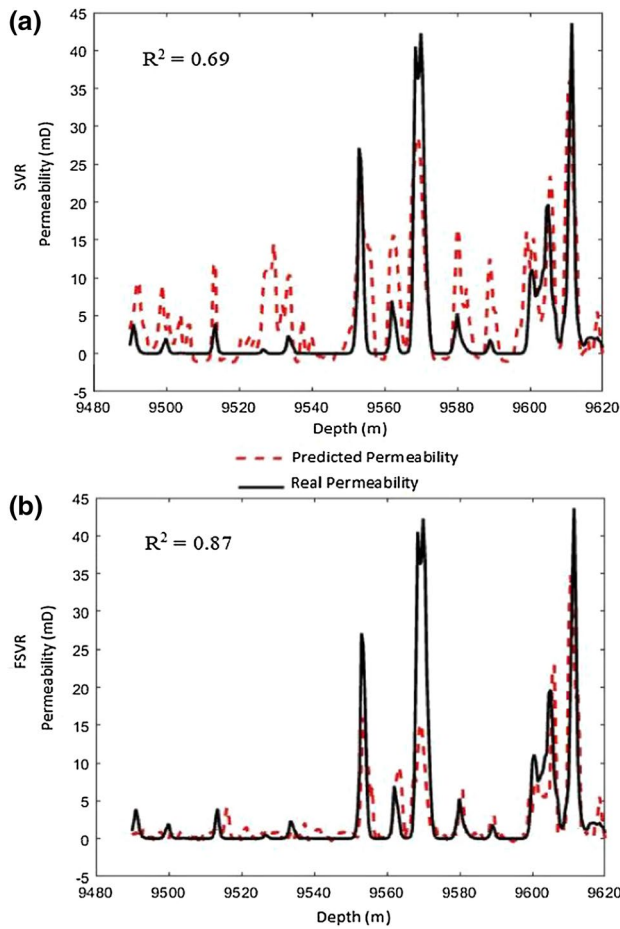 (a)
R² = 0.69
SVR
Permeability (mD)
45
40
35
30
25
20
15
10
5
0
-5
9480 9500 9520 9540 9560 9580 9600 9620
Depth (m)
Predicted Permeability
Real Permeability
(b)
R² = 0.87
FSVR
Permeability (mD)
45
40
35
30
25
20
15
10
5
0
-5
9480 9500 9520 9540 9560 9580 9600 9620
Depth (m)